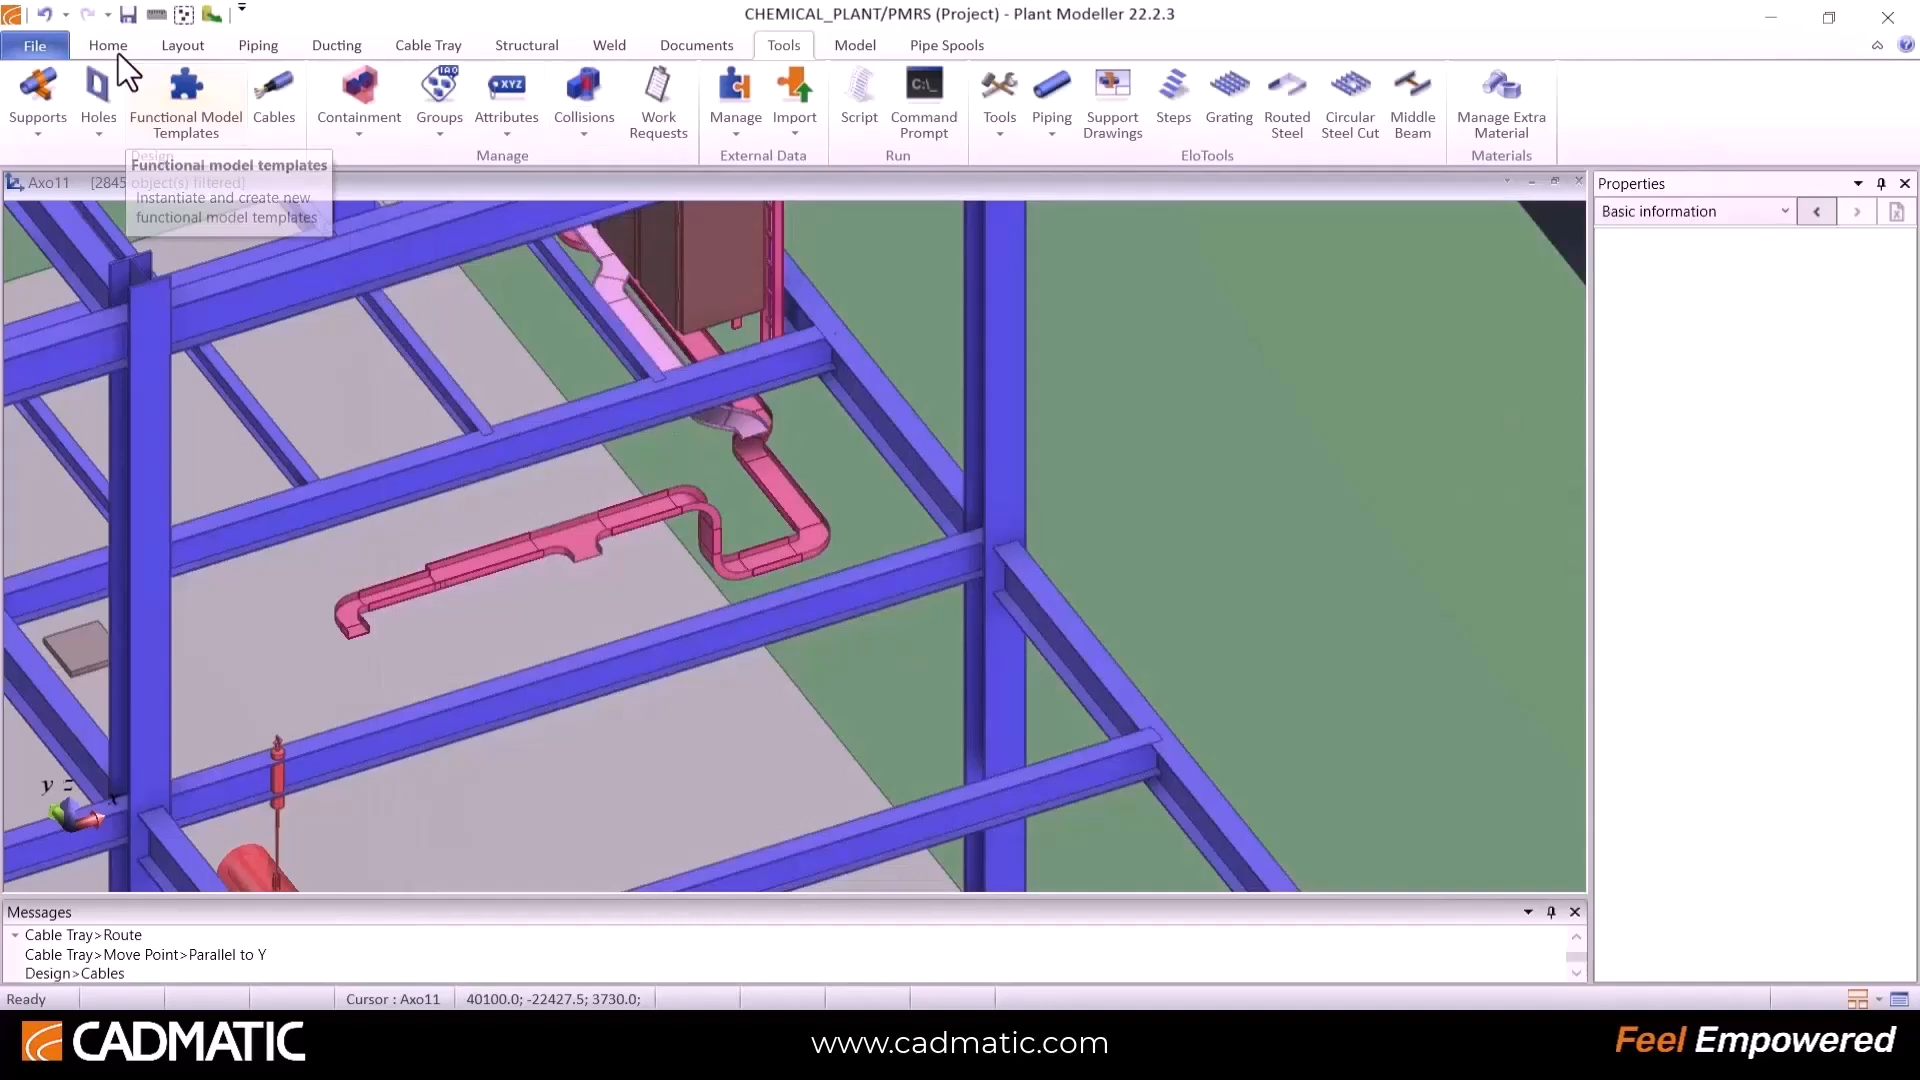 CHEMICAL_PLANT/PMRS (Project) - Plant Modeller 22.2.3
File Home Layout Piping Ducting Cable Tray Structural Weld Documents Tools Model Pipe Spools
Supports Holes Functional Model Templates Cables Containment Groups Attributes Collisions Work Requests Manage Import Script Command Prompt Tools Piping Support Drawings Steps Grating Routed Steel Circular Steel Cut Middle Beam Manage Extra Material
Design Manage External Data Run EloTools Materials
Functional model templates
Instantiate and create new
functional model templates
Axo11 [2845 object(s) filtered]
Properties
Basic information
y z x
Messages
Cable Tray>Route
Cable Tray>Move Point>Parallel to Y
Design>Cables
Ready Cursor : Axo11 40100.0; -22427.5; 3730.0;
CADMATIC www.cadmatic.com Feel Empowered